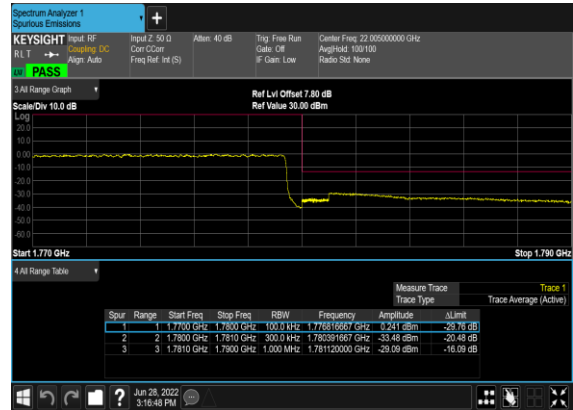 Spectrum Analyzer 1
Spurious Emissions
+
KEYSIGHT Input: RF Input Z: 50 Ω Atten: 40 dB Trig: Free Run Center Freq: 22.005000000 GHz
RLT Coupling: DC Corr CCorr Gate: Off Avg|Hold: 100/100
Align: Auto Freq Ref: Int (S) IF Gain: Low Radio Std: None
LW PASS
3 All Range Graph
Ref Lvl Offset 7.80 dB
Scale/Div 10.0 dB Ref Value 30.00 dBm
Log
20.0
10.0
0.00
-10.0
-20.0
-30.0
-40.0
-50.0
-60.0
Start 1.770 GHz Stop 1.790 GHz
4 All Range Table
Measure Trace Trace 1
Trace Type Trace Average (Active)
Spur Range Start Freq Stop Freq RBW Frequency Amplitude ΔLimit
1 1 1.7700 GHz 1.7800 GHz 100.0 kHz 1.776816667 GHz 0.241 dBm -29.76 dB
2 2 1.7800 GHz 1.7810 GHz 300.0 kHz 1.780391667 GHz -33.48 dBm -20.48 dB
3 3 1.7810 GHz 1.7900 GHz 1.000 MHz 1.781120000 GHz -29.09 dBm -16.09 dB
? Jun 28, 2022
3:16:48 PM